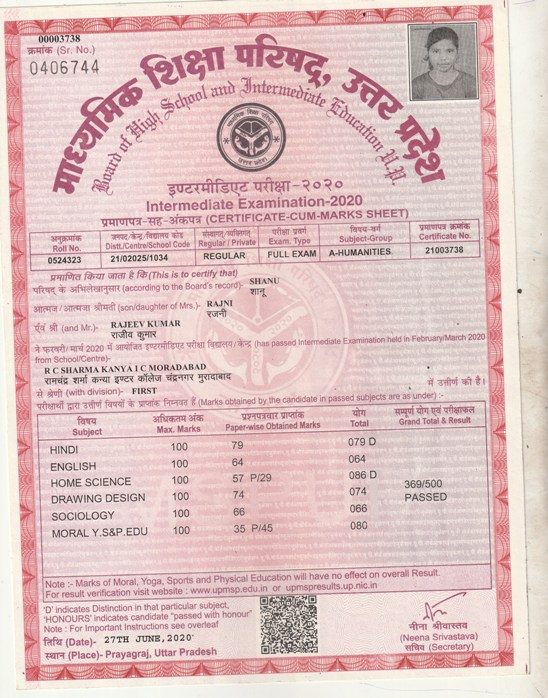 00003738
क्रमांक (Sr. No.)
0406744
माध्यमिक शिक्षा परिषद्, उत्तर प्रदेश
Board of High School and Intermediate Education U.P.
इण्टरमीडिएट परीक्षा-२०२०
Intermediate Examination-2020
प्रमाणपत्र-सह-अंकपत्र (CERTIFICATE-CUM-MARKS SHEET)
अनुक्रमांक जनपद/केन्द्र/विद्यालय कोड संस्थागत/व्यक्तिगत परीक्षा प्रवर्ग विषय-वर्ग प्रमाणपत्र क्रमांक
Roll No. Distt./Centre/School Code Regular / Private Exam. Type Subject-Group Certificate No.
0524323 21/02025/1034 REGULAR FULL EXAM A-HUMANITIES 21003738
प्रमाणित किया जाता है कि (This is to certify that) SHANU
परिषद् के अभिलेखानुसार (according to the Board's record) शानू
आत्मज / आत्मजा श्रीमती (son/daughter of Mrs.)- RAJNI
रजनी
एवं श्री (and Mr.)- RAJEEV KUMAR
राजीव कुमार
ने फरवरी/मार्च 2020 में आयोजित इण्टरमीडिएट परीक्षा विद्यालय/केन्द्र (has passed Intermediate Examination held in February/March 2020
from School/Centre)-
R C SHARMA KANYA I C MORADABAD
रामचंद्र शर्मा कन्या इण्टर कॉलेज चंद्रनगर मुरादाबाद में उत्तीर्ण की है।
से श्रेणी (with division)- FIRST
परीक्षार्थी द्वारा उत्तीर्ण विषयों के प्राप्तांक निम्नवत हैं (Marks obtained by the candidate in passed subjects are as under) :-
विषय अधिकतम अंक प्रश्नपत्रवार प्राप्तांक योग सम्पूर्ण योग एवं परीक्षाफल
Subject Max. Marks Paper-wise Obtained Marks Total Grand Total & Result
HINDI 100 79 079 D
ENGLISH 100 64 064
HOME SCIENCE 100 57 P/29 086 D 369/500
DRAWING DESIGN 100 74 074 PASSED
SOCIOLOGY 100 66 066
MORAL Y.S&P.EDU 100 35 P/45 080
Note :- Marks of Moral, Yoga, Sports and Physical Education will have no effect on overall Result.
For result verification visit website : www.upmsp.edu.in or upmspresults.up.nic.in
'D' indicates Distinction in that particular subject,
'HONOURS' indicates candidate "passed with honour"
Note : For Important Instructions see overleaf
तिथि (Date)- 27TH JUNE, 2020
स्थान (Place)- Prayagraj, Uttar Pradesh
नीना श्रीवास्तव
(Neena Srivastava)
सचिव (Secretary)